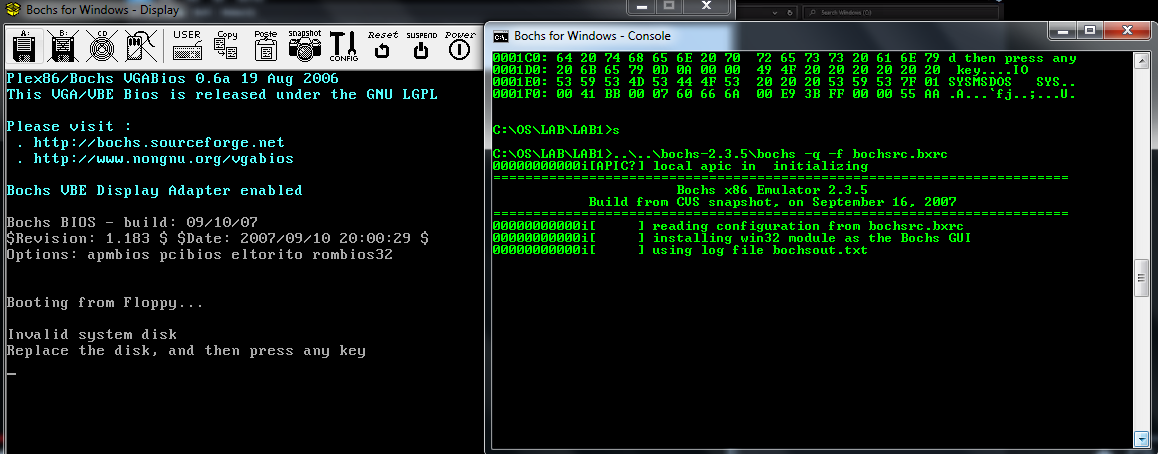 Bochs for Windows - Display
A:
B:
CD
USER
Copy
Paste
snapshot
CONFIG
Reset
SUSPEND
Power
Plex86/Bochs VGABios 0.6a 19 Aug 2006
This VGA/VBE Bios is released under the GNU LGPL
Please visit :
. http://bochs.sourceforge.net
. http://www.nongnu.org/vgabios
Bochs VBE Display Adapter enabled
Bochs BIOS - build: 09/10/07
$Revision: 1.183 $ $Date: 2007/09/10 20:00:29 $
Options: apmbios pcibios eltorito rombios32
Booting from Floppy...
Invalid system disk
Replace the disk, and then press any key
_
Search Windows (C:)
Bochs for Windows - Console
0001C0: 64 20 74 68 65 6E 20 70  72 65 73 73 20 61 6E 79 d then press any
0001D0: 20 6B 65 79 0D 0A 00 00  49 4F 20 20 20 20 20 20  key....IO
0001E0: 53 59 53 4D 53 44 4F 53  20 20 20 53 59 53 7F 01 SYSMSDOS   SYS..
0001F0: 00 41 BB 00 07 60 66 6A  00 E9 3B FF 00 00 55 AA .A...`fj..;...U.
C:\OS\LAB\LAB1>s
C:\OS\LAB\LAB1>..\..\bochs-2.3.5\bochs -q -f bochsrc.bxrc
00000000000i[APIC?] local apic in  initializing
========================================================================
Bochs x86 Emulator 2.3.5
Build from CVS snapshot, on September 16, 2007
========================================================================
00000000000i[     ] reading configuration from bochsrc.bxrc
00000000000i[     ] installing win32 module as the Bochs GUI
00000000000i[     ] using log file bochsout.txt